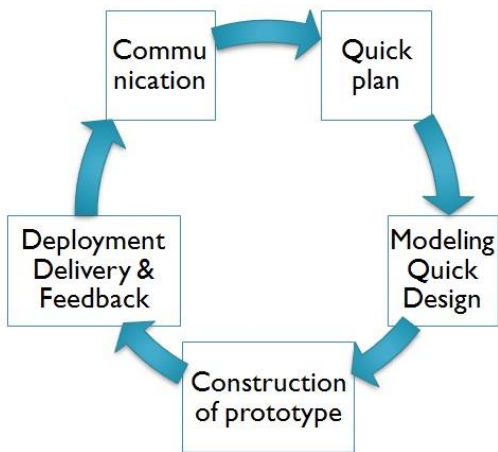 Commu
nication
Quick
plan
Modeling
Quick
Design
Construction
of prototype
Deployment
Delivery &
Feedback